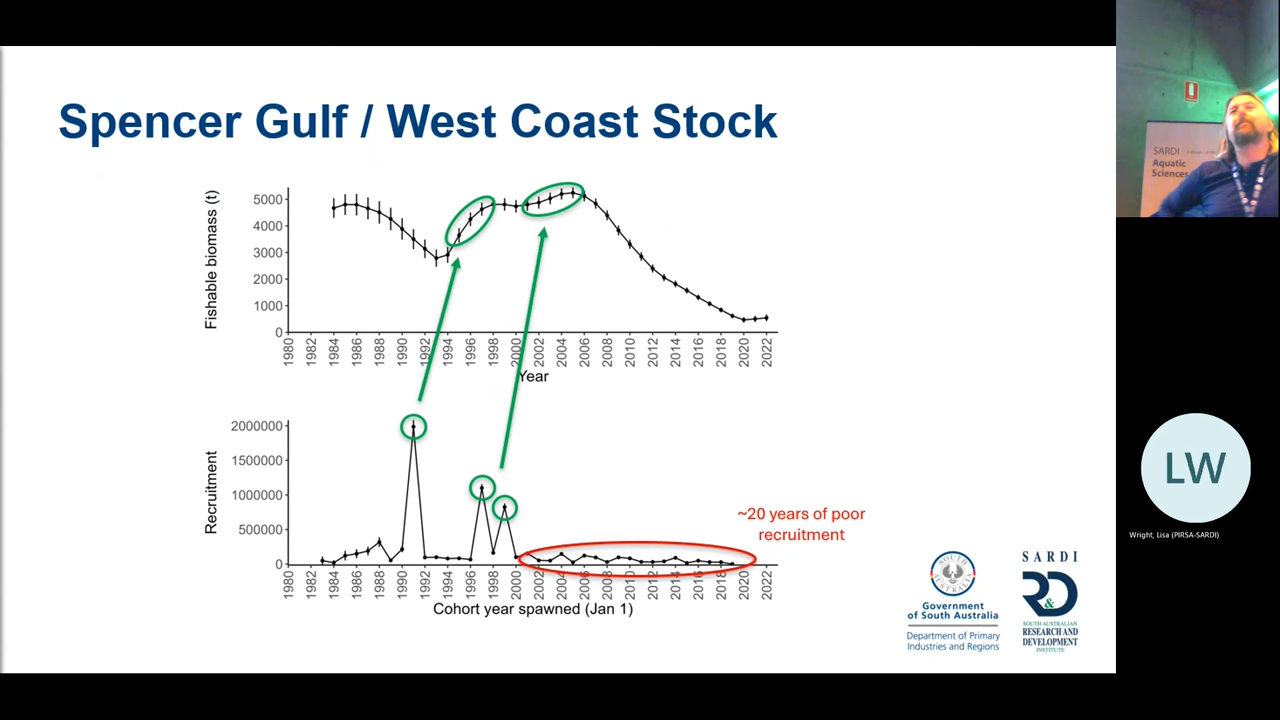 Spencer Gulf / West Coast Stock
Fishable biomass (t)
5000
4000
3000
2000
1000
0
1980
1982
1984
1986
1988
1990
1992
1994
1996
1998
2000
2002
2004
2006
2008
2010
2012
2014
2016
2018
2020
2022
Year
Recruitment
2000000
1500000
1000000
500000
0
1980
1982
1984
1986
1988
1990
1992
1994
1996
1998
2000
2002
2004
2006
2008
2010
2012
2014
2016
2018
2020
2022
Cohort year spawned (Jan 1)
~20 years of poor
recruitment
SOUTH AUSTRALIA
Government
of South Australia
Department of Primary
Industries and Regions
SARDI
R&D
SOUTH AUSTRALIAN
RESEARCH AND
DEVELOPMENT
INSTITUTE
SARDI
Aquatic
Sciences
LW
Wright, Lisa (PIRSA-SARDI)